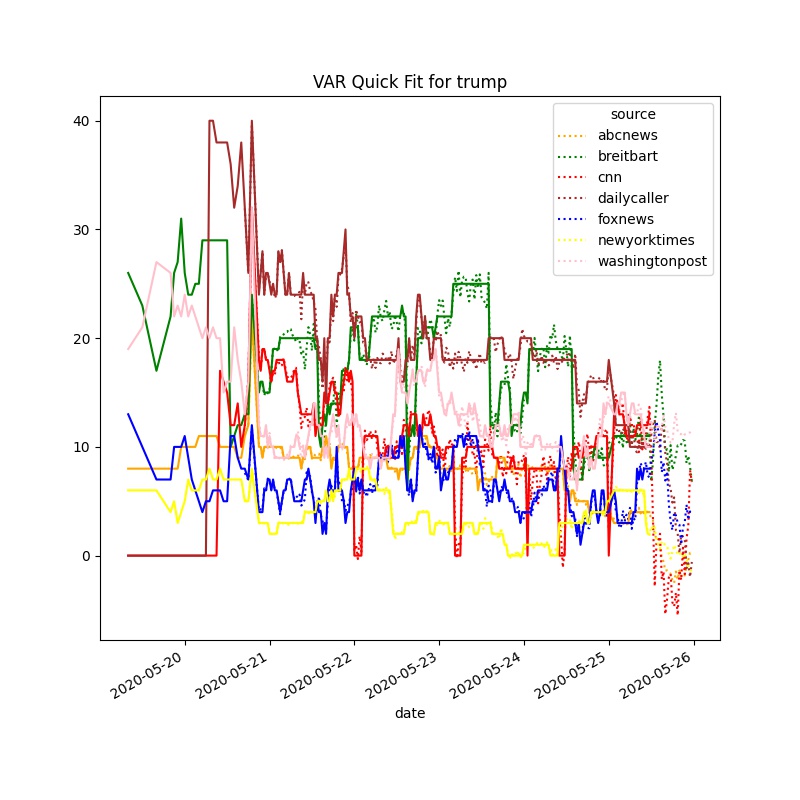 VAR Quick Fit for trump
40
30
20
10
0
source
abcnews
breitbart
cnn
dailycaller
foxnews
newyorktimes
washingtonpost
2020-05-20
2020-05-21
2020-05-22
2020-05-23
2020-05-24
2020-05-25
2020-05-26
date